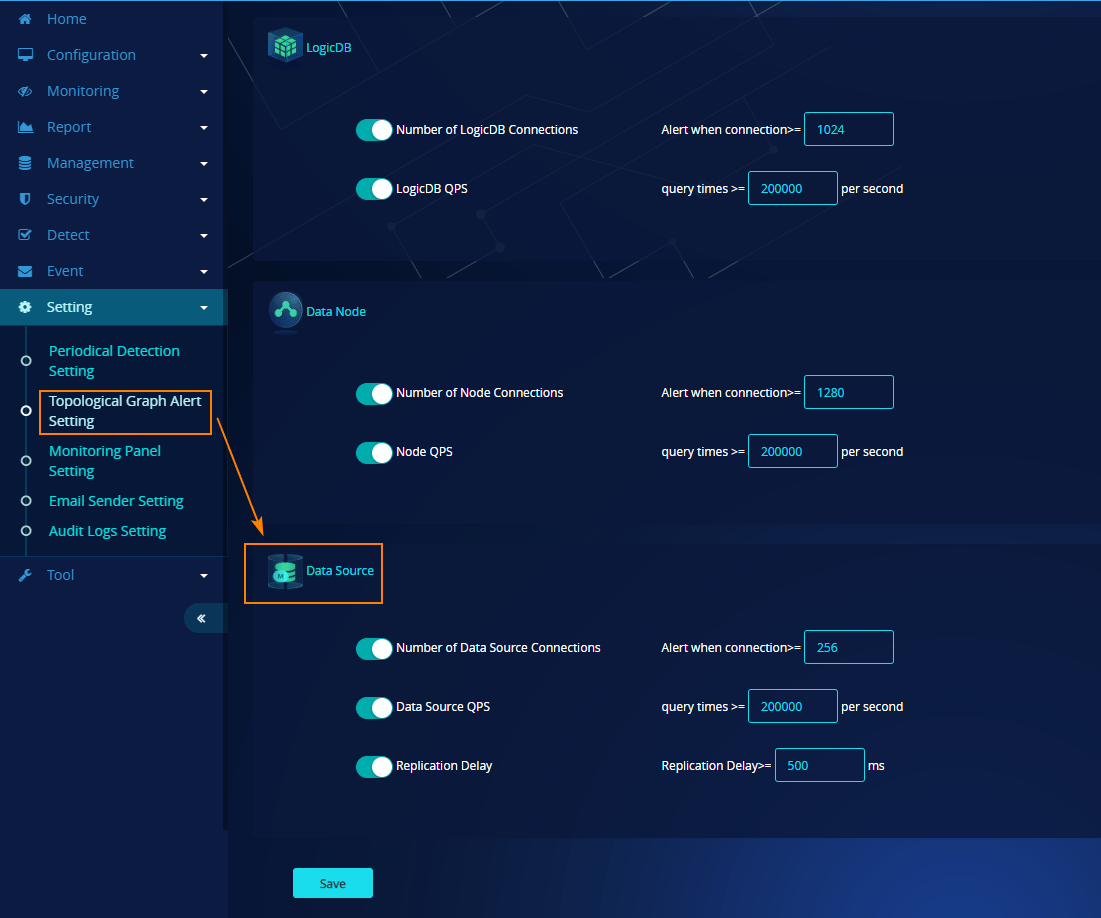 Home
Configuration
Monitoring
Report
Management
Security
Detect
Event
Setting
Periodical Detection
Setting
Topological Graph Alert
Setting
Monitoring Panel
Setting
Email Sender Setting
Audit Logs Setting
Tool
«
LogicDB
Number of LogicDB Connections Alert when connection>= 1024
LogicDB QPS query times >= 200000 per second
Data Node
Number of Node Connections Alert when connection>= 1280
Node QPS query times >= 200000 per second
M
Data Source
Number of Data Source Connections Alert when connection>= 256
Data Source QPS query times >= 200000 per second
Replication Delay Replication Delay>= 500 ms
Save